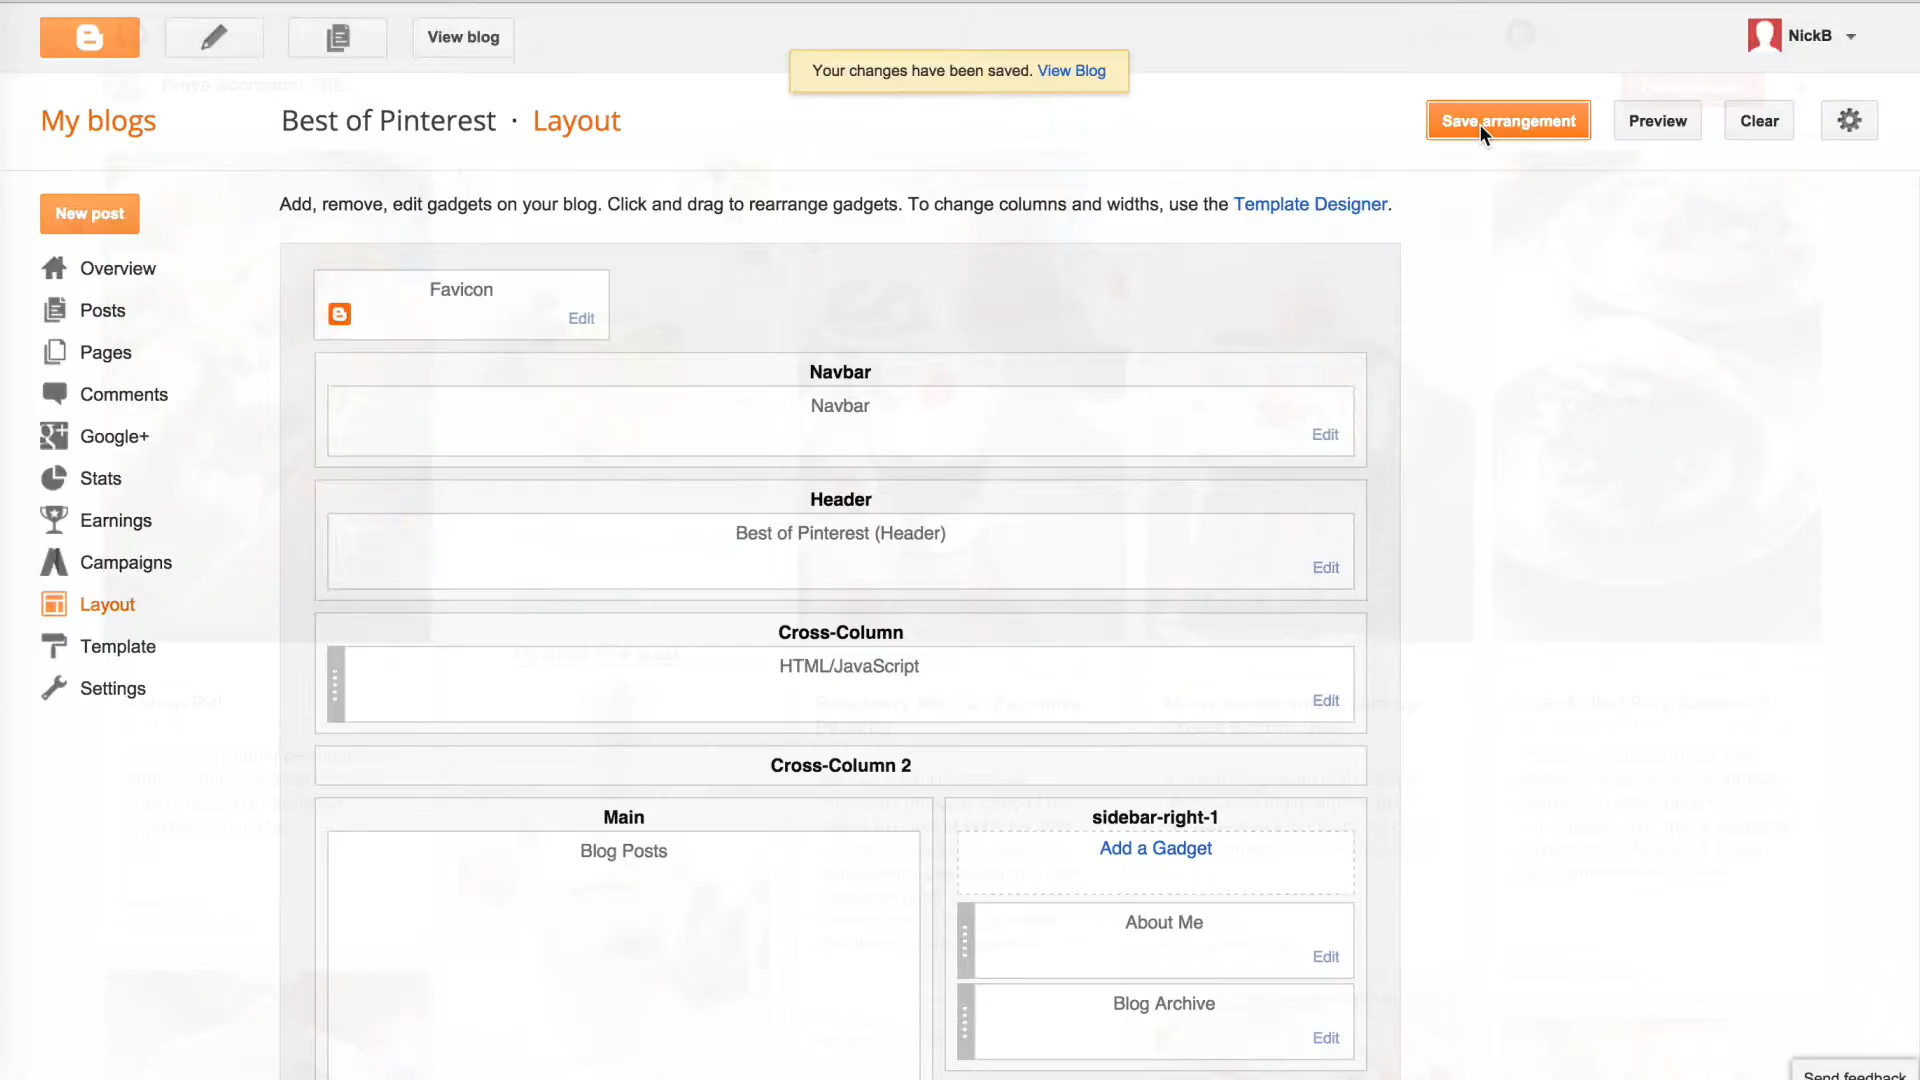 View blog
NickB
Your changes have been saved. View Blog
My blogs
Best of Pinterest · Layout
Save arrangement
Preview
Clear
New post
Add, remove, edit gadgets on your blog. Click and drag to rearrange gadgets. To change columns and widths, use the Template Designer.
Overview
Posts
Pages
Comments
Google+
Stats
Earnings
Campaigns
Layout
Template
Settings
Favicon
Edit
Navbar
Navbar
Edit
Header
Best of Pinterest (Header)
Edit
Cross-Column
HTML/JavaScript
Edit
Cross-Column 2
Main
Blog Posts
sidebar-right-1
Add a Gadget
About Me
Edit
Blog Archive
Edit
Send feedback